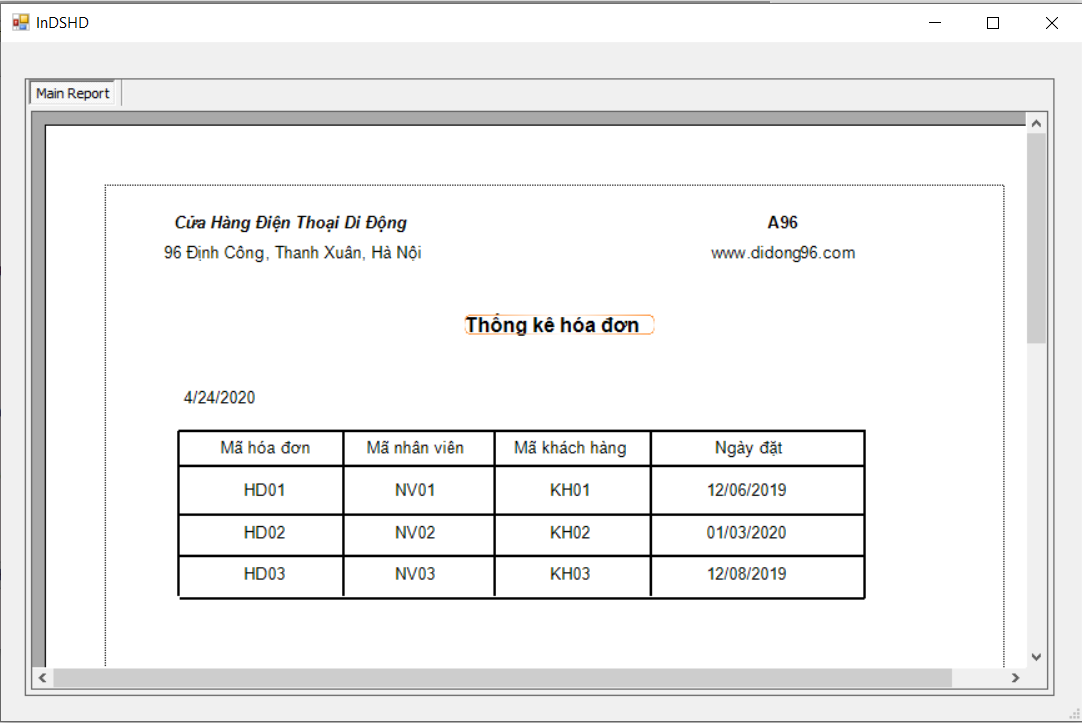 InDSHD
Main Report
Cửa Hàng Điện Thoại Di Động A96
96 Định Công, Thanh Xuân, Hà Nội www.didong96.com
Thống kê hóa đơn
4/24/2020
Mã hóa đơn Mã nhân viên Mã khách hàng Ngày đặt
HD01 NV01 KH01 12/06/2019
HD02 NV02 KH02 01/03/2020
HD03 NV03 KH03 12/08/2019